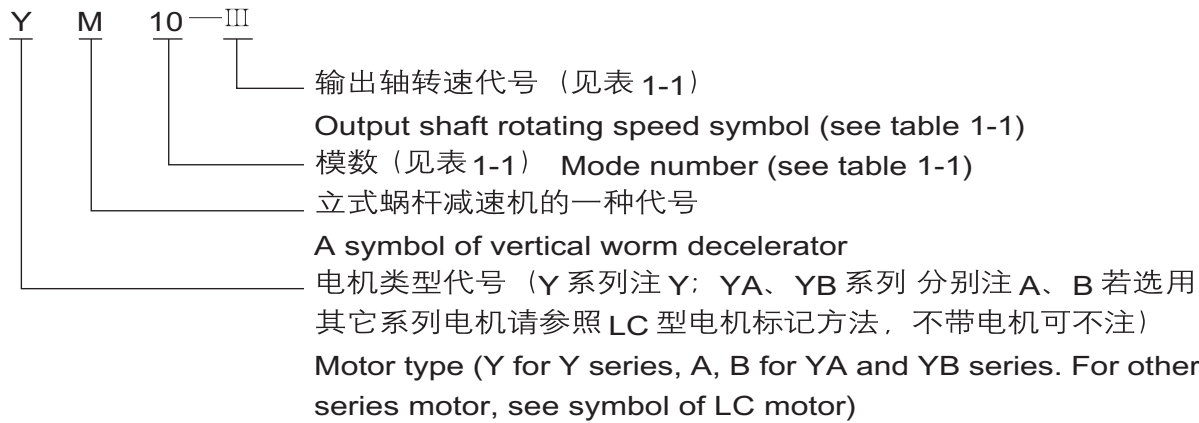 Y M 10—III
输出轴转速代号（见表 1-1）
Output shaft rotating speed symbol (see table 1-1)
模数（见表1-1） Mode number (see table 1-1)
立式蜗杆减速机的一种代号
A symbol of vertical worm decelerator
电机类型代号（Y 系列注 Y；YA、YB 系列 分别注 A、B 若选用
其它系列电机请参照 LC 型电机标记方法，不带电机可不注）
Motor type (Y for Y series, A, B for YA and YB series. For other
series motor, see symbol of LC motor)